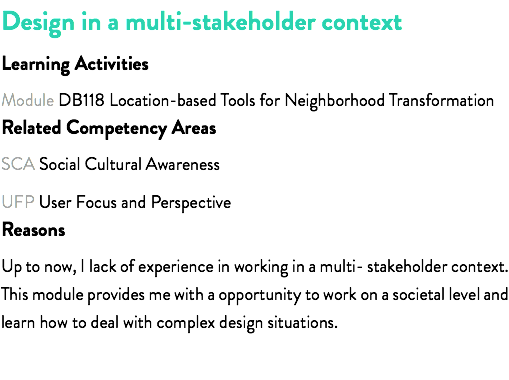 Design in a multi-stakeholder context
Learning Activities
Module DB118 Location-based Tools for Neighborhood Transformation
Related Competency Areas
SCA Social Cultural Awareness
UFP User Focus and Perspective
Reasons
Up to now, I lack of experience in working in a multi- stakeholder context.
This module provides me with a opportunity to work on a societal level and
learn how to deal with complex design situations.